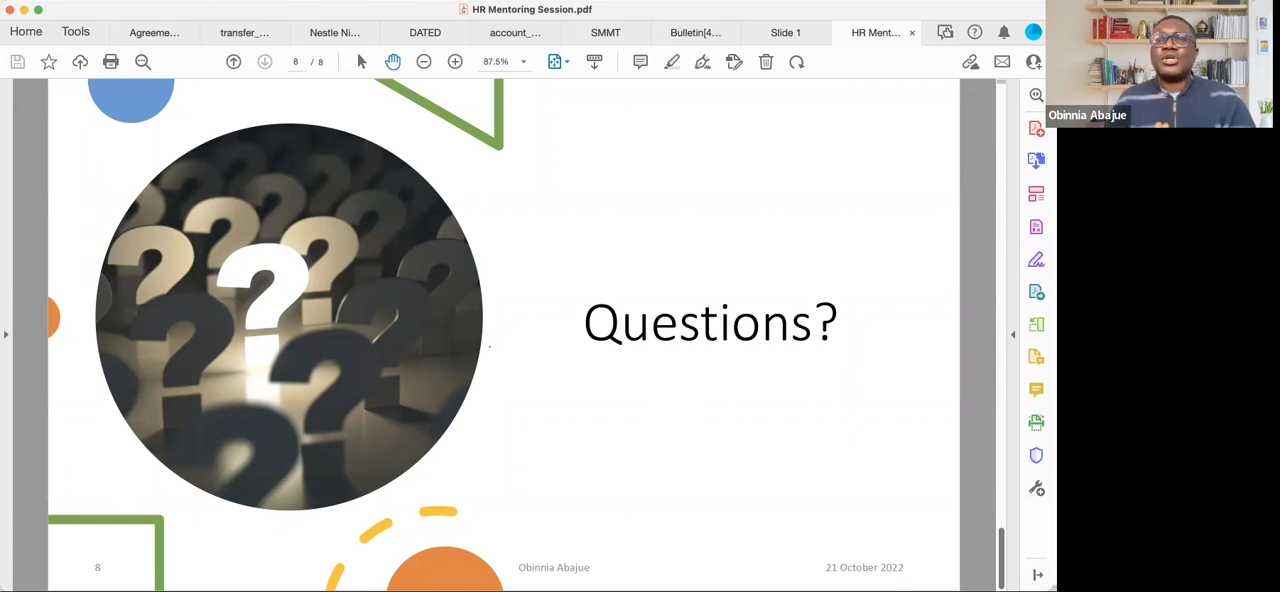 HR Mentoring Session.pdf
Home Tools Agreeme... transfer_... Nestle Ni... DATED account_... SMMT Bulletin[4... Slide 1 HR Ment... ×
8 / 8 87.5%
Obinnia Abajue
Questions?
8 Obinnia Abajue 21 October 2022